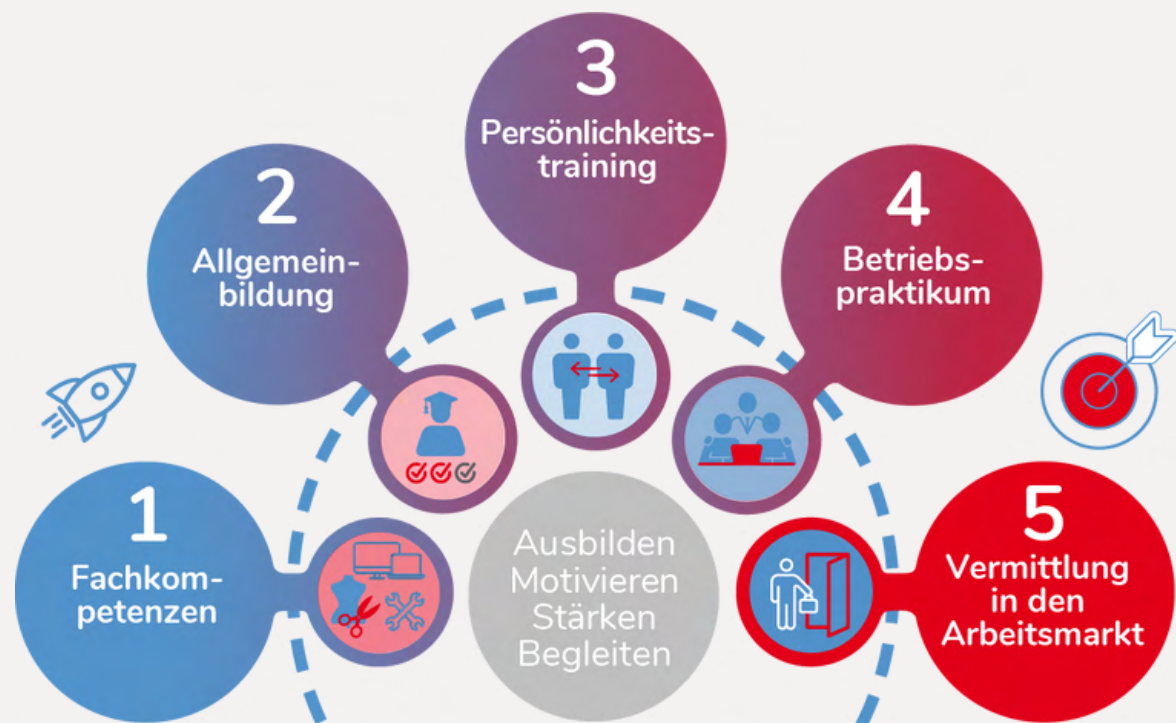 1
Fachkom-
petenzen
2
Allgemein-
bildung
3
Persönlichkeits-
training
4
Betriebs-
praktikum
5
Vermittlung
in den
Arbeitsmarkt
Ausbilden
Motivieren
Stärken
Begleiten